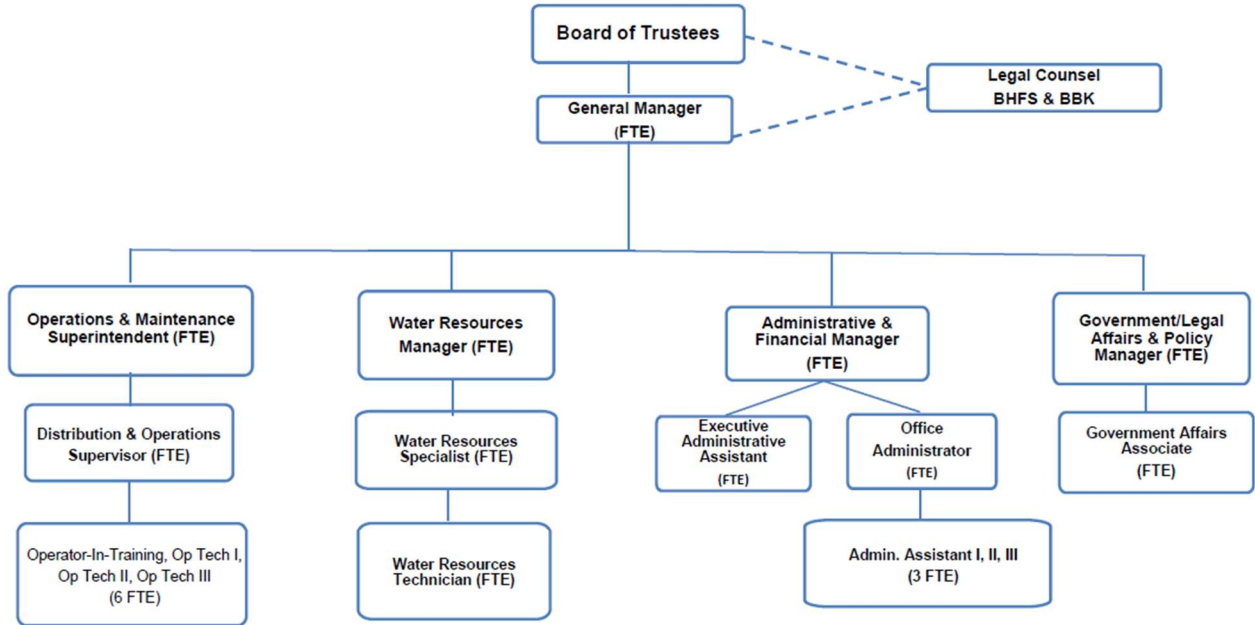 Board of Trustees
Legal Counsel
BHFS & BBK
General Manager
(FTE)
Operations & Maintenance
Superintendent (FTE)
Water Resources
Manager (FTE)
Administrative &
Financial Manager
(FTE)
Government/Legal
Affairs & Policy
Manager (FTE)
Distribution & Operations
Supervisor (FTE)
Water Resources
Specialist (FTE)
Executive
Administrative
Assistant
(FTE)
Office
Administrator
(FTE)
Government Affairs
Associate
(FTE)
Operator-In-Training, Op Tech I,
Op Tech II, Op Tech III
(6 FTE)
Water Resources
Technician (FTE)
Admin. Assistant I, II, III
(3 FTE)